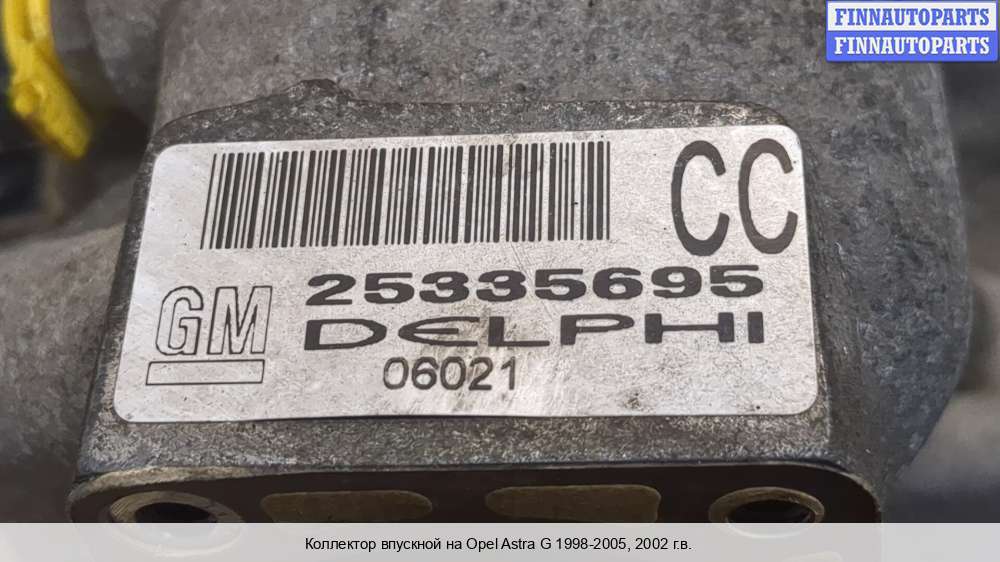 FINNAUTOPARTS
FINNAUTOPARTS
CC
25335695
GM
DELPHI
06021
Коллектор впускной на Opel Astra G 1998-2005, 2002 г.в.